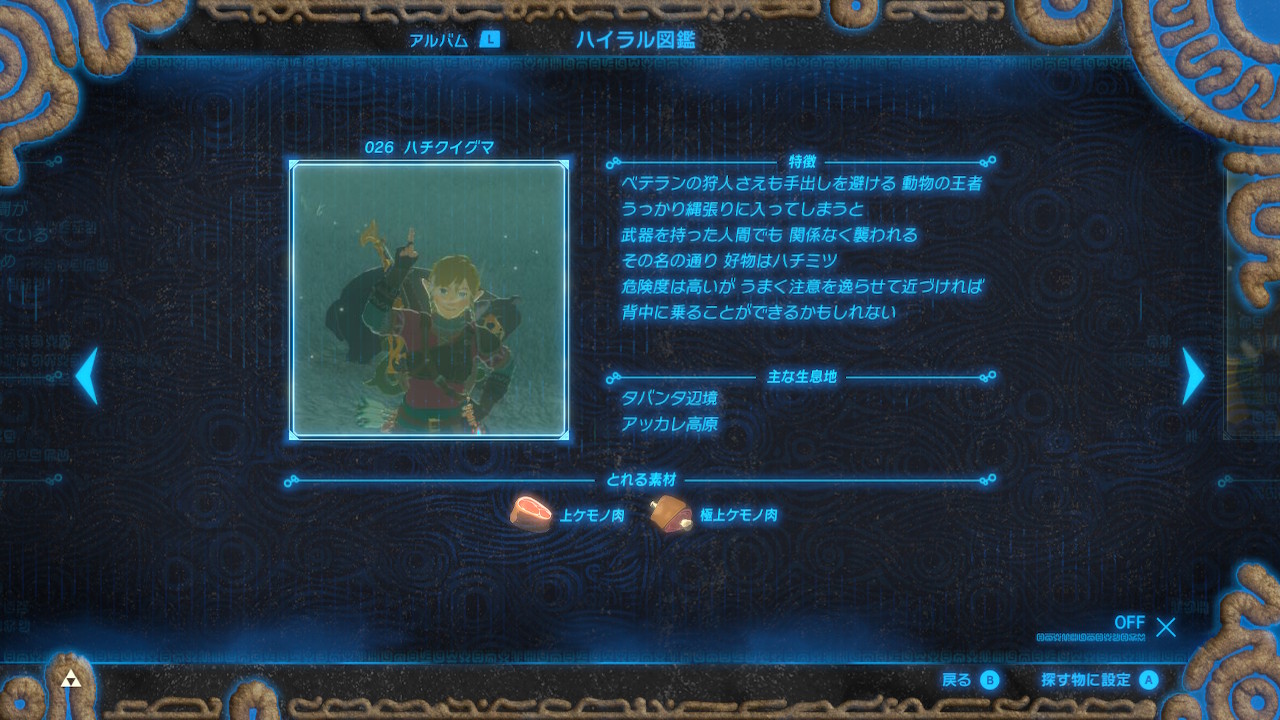 アルバム L
ハイラル図鑑
026 ハチクイグマ
特徴
ベテランの狩人さえも手出しを避ける 動物の王者
うっかり縄張りに入ってしまうと
武器を持った人間でも 関係なく襲われる
その名の通り 好物はハチミツ
危険度は高いが うまく注意を逸らせて近づければ
背中に乗ることができるかもしれない
主な生息地
タバンタ辺境
アッカレ高原
とれる素材
上ケモノ肉
極上ケモノ肉
OFF
戻る B
探す物に設定 A